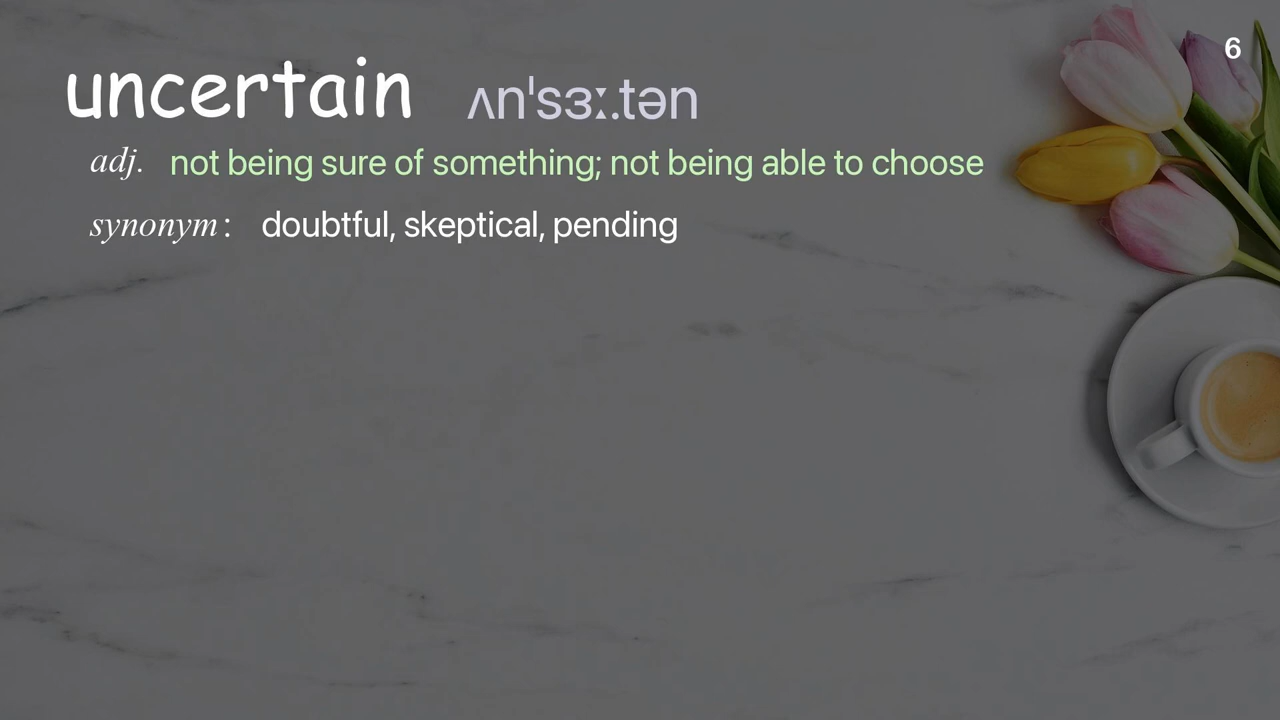 6
uncertain ʌnˈsɜː.tən
adj. not being sure of something; not being able to choose
synonym: doubtful, skeptical, pending